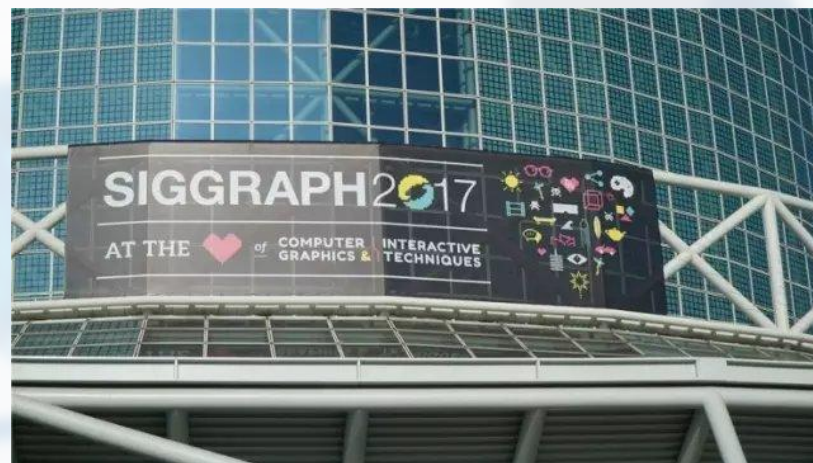 SIGGRAPH2017
AT THE ♥ of COMPUTER GRAPHICS & INTERACTIVE TECHNIQUES